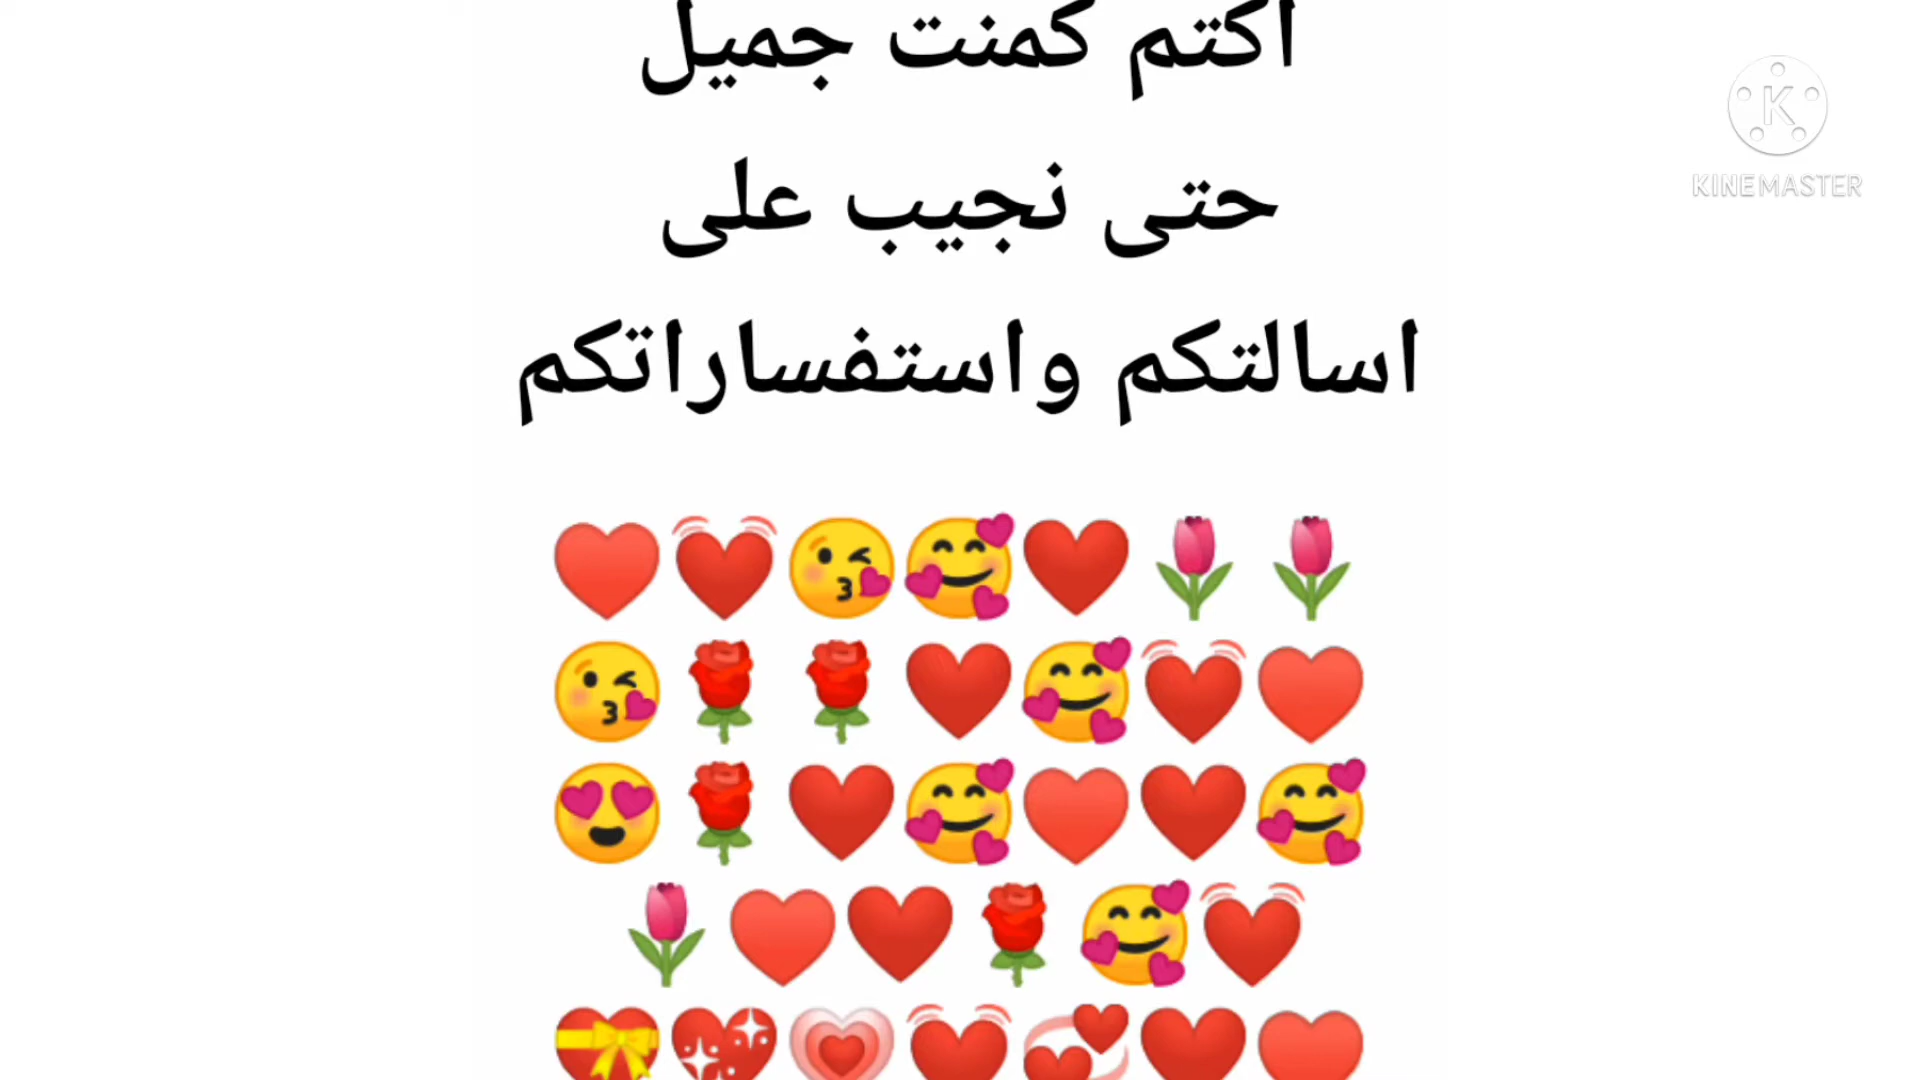 اكتم كمنت جميل
حتى نجيب على
اسالتكم واستفساراتكم
♥️💓😘🥰❤️🌷🌷
😘🌹🌹❤️🥰💓♥️
😍🌹❤️🥰♥️❤️🥰
🌷♥️❤️🌹🥰💓
💝💖💗💓💞❤️♥️
K
KINEMASTER